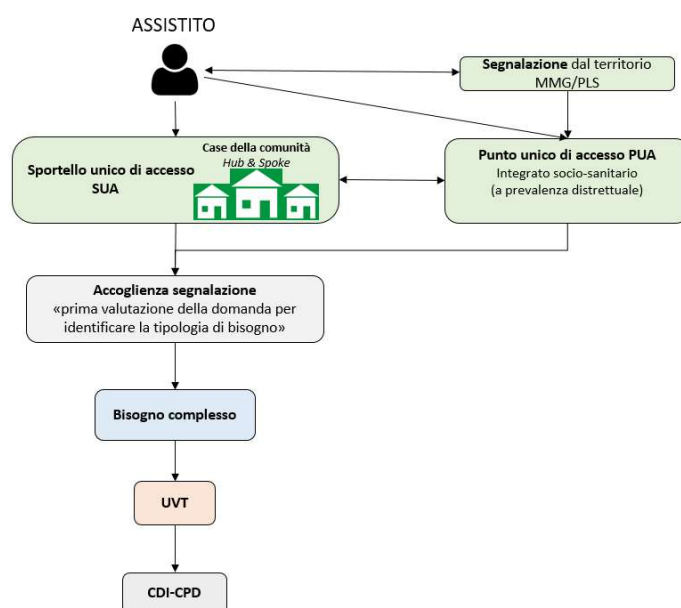 ASSISTITO
Segnalazione dal territorio
MMG/PLS
Sportello unico di accesso
SUA
Case della comunità
Hub & Spoke
Punto unico di accesso PUA
Integrato socio-sanitario
(a prevalenza distrettuale)
Accoglienza segnalazione
«prima valutazione della domanda per
identificare la tipologia di bisogno»
Bisogno complesso
UVT
CDI-CPD